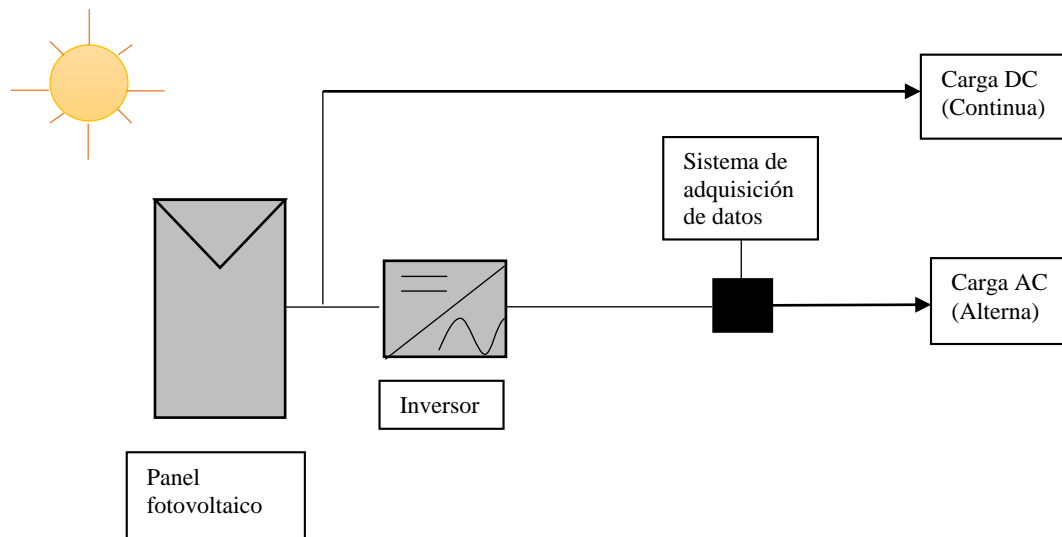 Carga DC
(Continua)
Sistema de
adquisición
de datos
Carga AC
(Alterna)
Inversor
Panel
fotovoltaico